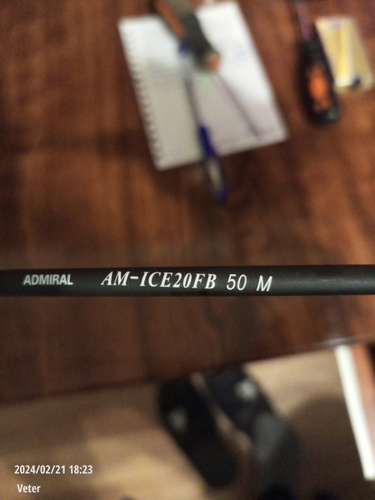 ADMIRAL AM-ICE20FB 50 M
2024/02/21 18:23
Veter